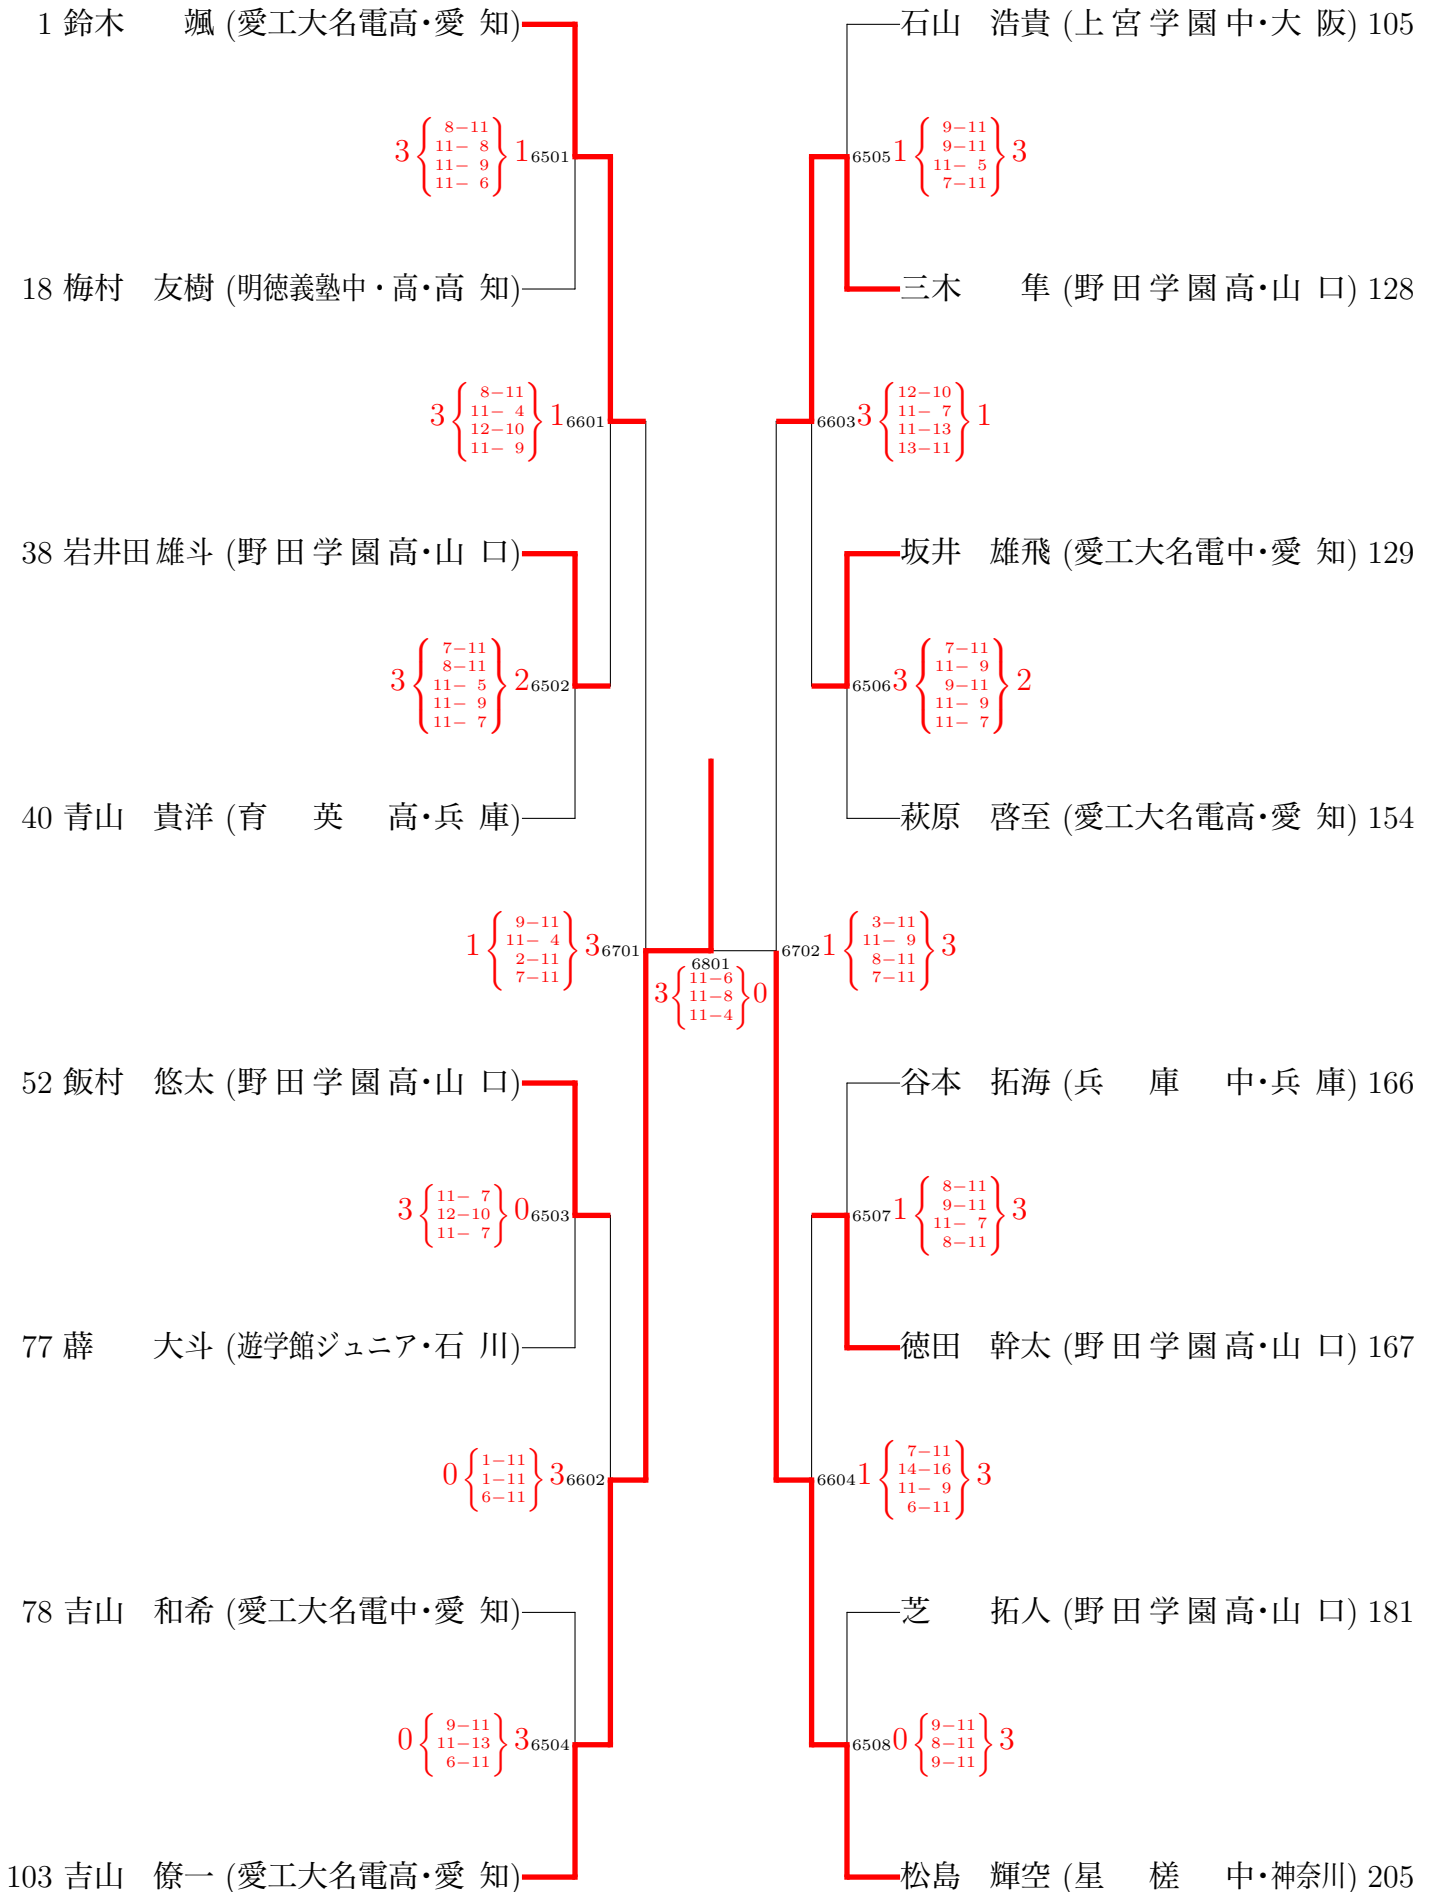 1 鈴木 颯 (愛工大名電高・愛 知)
3 8-11 1 6501
11- 8
11- 9
11- 6
18 梅村 友樹 (明徳義塾中・高・高 知)
3 8-11 1 6601
11- 4
12-10
11- 9
38 岩井田雄斗 (野田学園高・山 口)
3 7-11 2 6502
8-11
11- 5
11- 9
11- 7
40 青山 貴洋 (育 英 高・兵 庫)
1 9-11 3 6701
11- 4
2-11
7-11
52 飯村 悠太 (野田学園高・山 口)
3 11- 7 0 6503
12-10
11- 7
77 薛 大斗 (遊学館ジュニア・石 川)
0 1-11 3 6602
1-11
6-11
78 吉山 和希 (愛工大名電中・愛 知)
0 9-11 3 6504
11-13
6-11
103 吉山 僚一 (愛工大名電高・愛 知)
6801
3 11-6 0
11-8
11-4
石山 浩貴 (上宮学園中・大 阪) 105
6505 1 9-11 3
9-11
11- 5
7-11
三木 隼 (野田学園高・山 口) 128
6603 3 12-10 1
11- 7
11-13
13-11
坂井 雄飛 (愛工大名電中・愛 知) 129
6506 3 7-11 2
11- 9
9-11
11- 9
11- 7
萩原 啓至 (愛工大名電高・愛 知) 154
6702 1 3-11 3
11- 9
8-11
7-11
谷本 拓海 (兵 庫 中・兵 庫) 166
6507 1 8-11 3
9-11
11- 7
8-11
徳田 幹太 (野田学園高・山 口) 167
6604 1 7-11 3
14-16
11- 9
6-11
芝 拓人 (野田学園高・山 口) 181
6508 0 9-11 3
8-11
9-11
松島 輝空 (星 槎 中・神奈川) 205